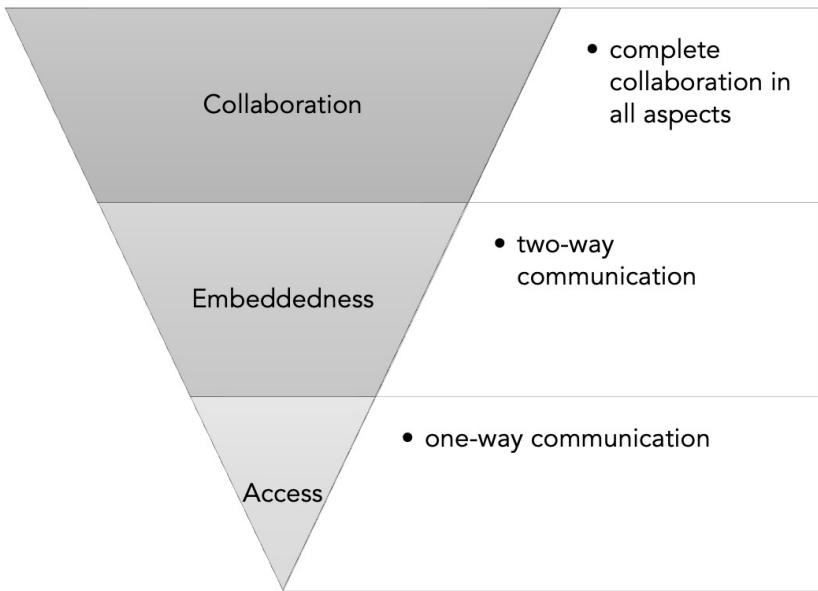 Collaboration
• complete
collaboration in
all aspects
Embeddedness
• two-way
communication
Access
• one-way communication